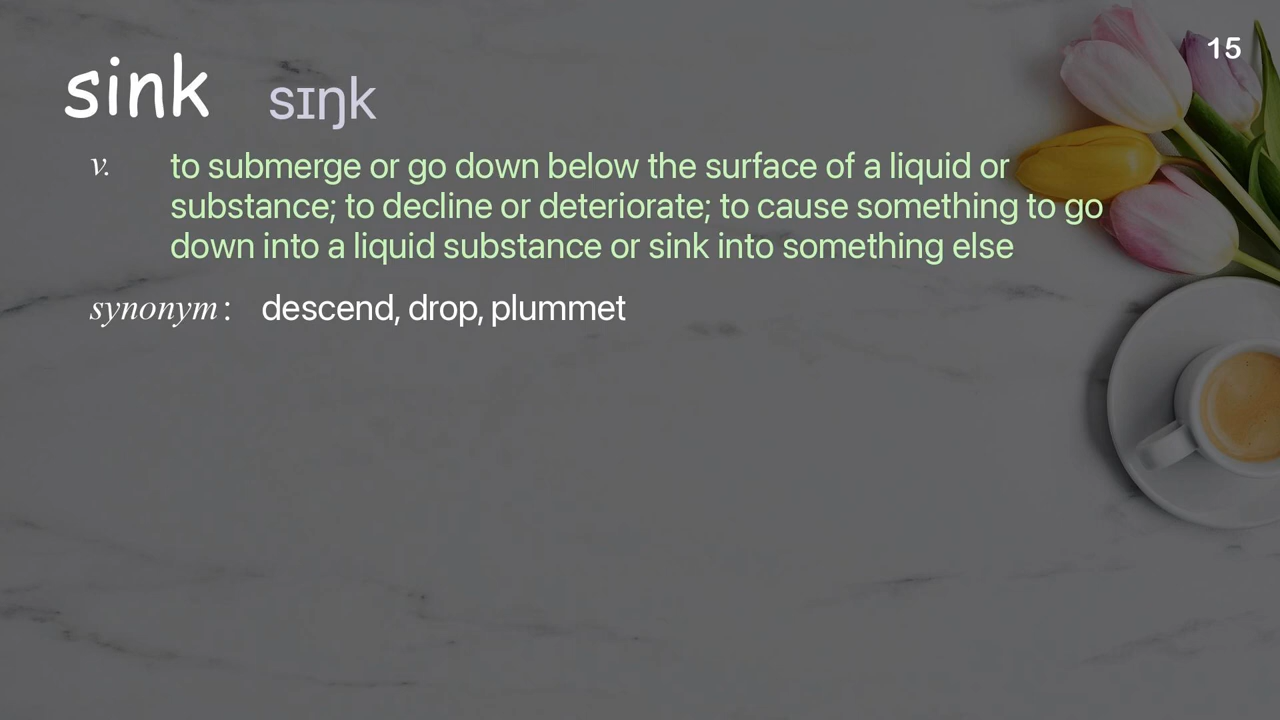 15
sink sɪŋk
v. to submerge or go down below the surface of a liquid or
substance; to decline or deteriorate; to cause something to go
down into a liquid substance or sink into something else
synonym : descend, drop, plummet